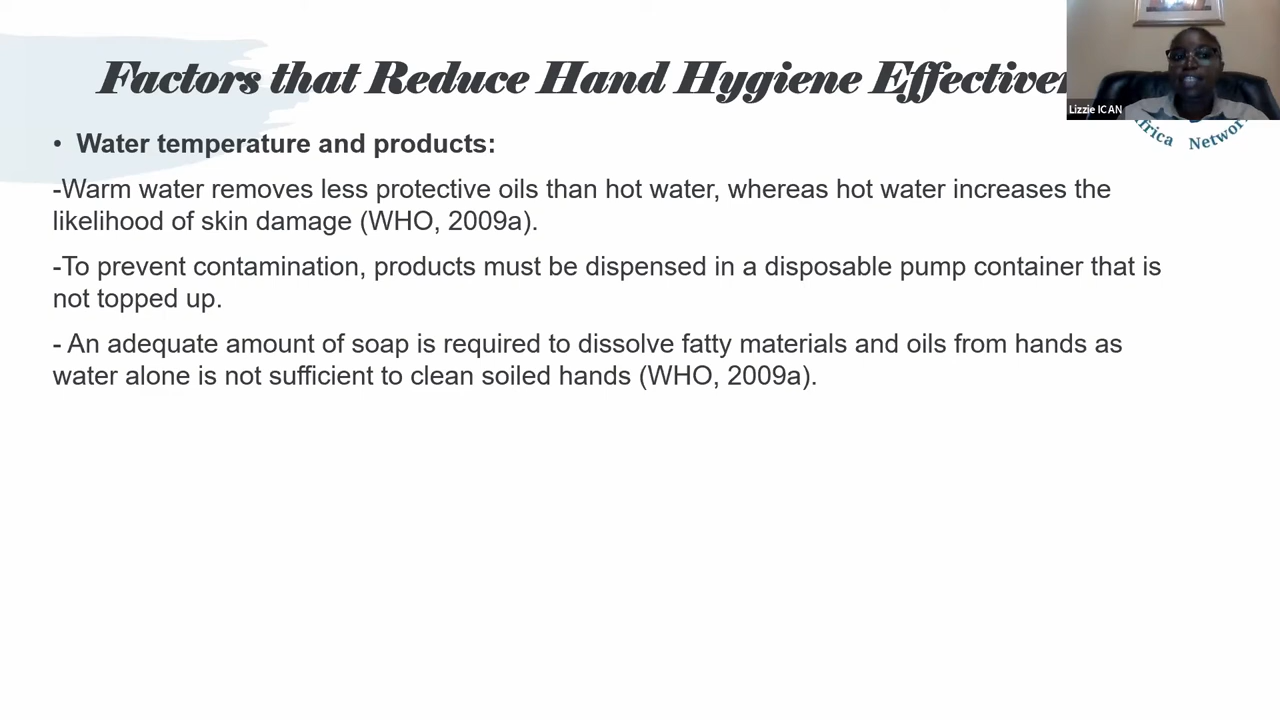 Factors that Reduce Hand Hygiene
Lizzie ICAN
Network
• Water temperature and products:
-Warm water removes less protective oils than hot water, whereas hot water increases the
likelihood of skin damage (WHO, 2009a).
-To prevent contamination, products must be dispensed in a disposable pump container that is
not topped up.
- An adequate amount of soap is required to dissolve fatty materials and oils from hands as
water alone is not sufficient to clean soiled hands (WHO, 2009a).